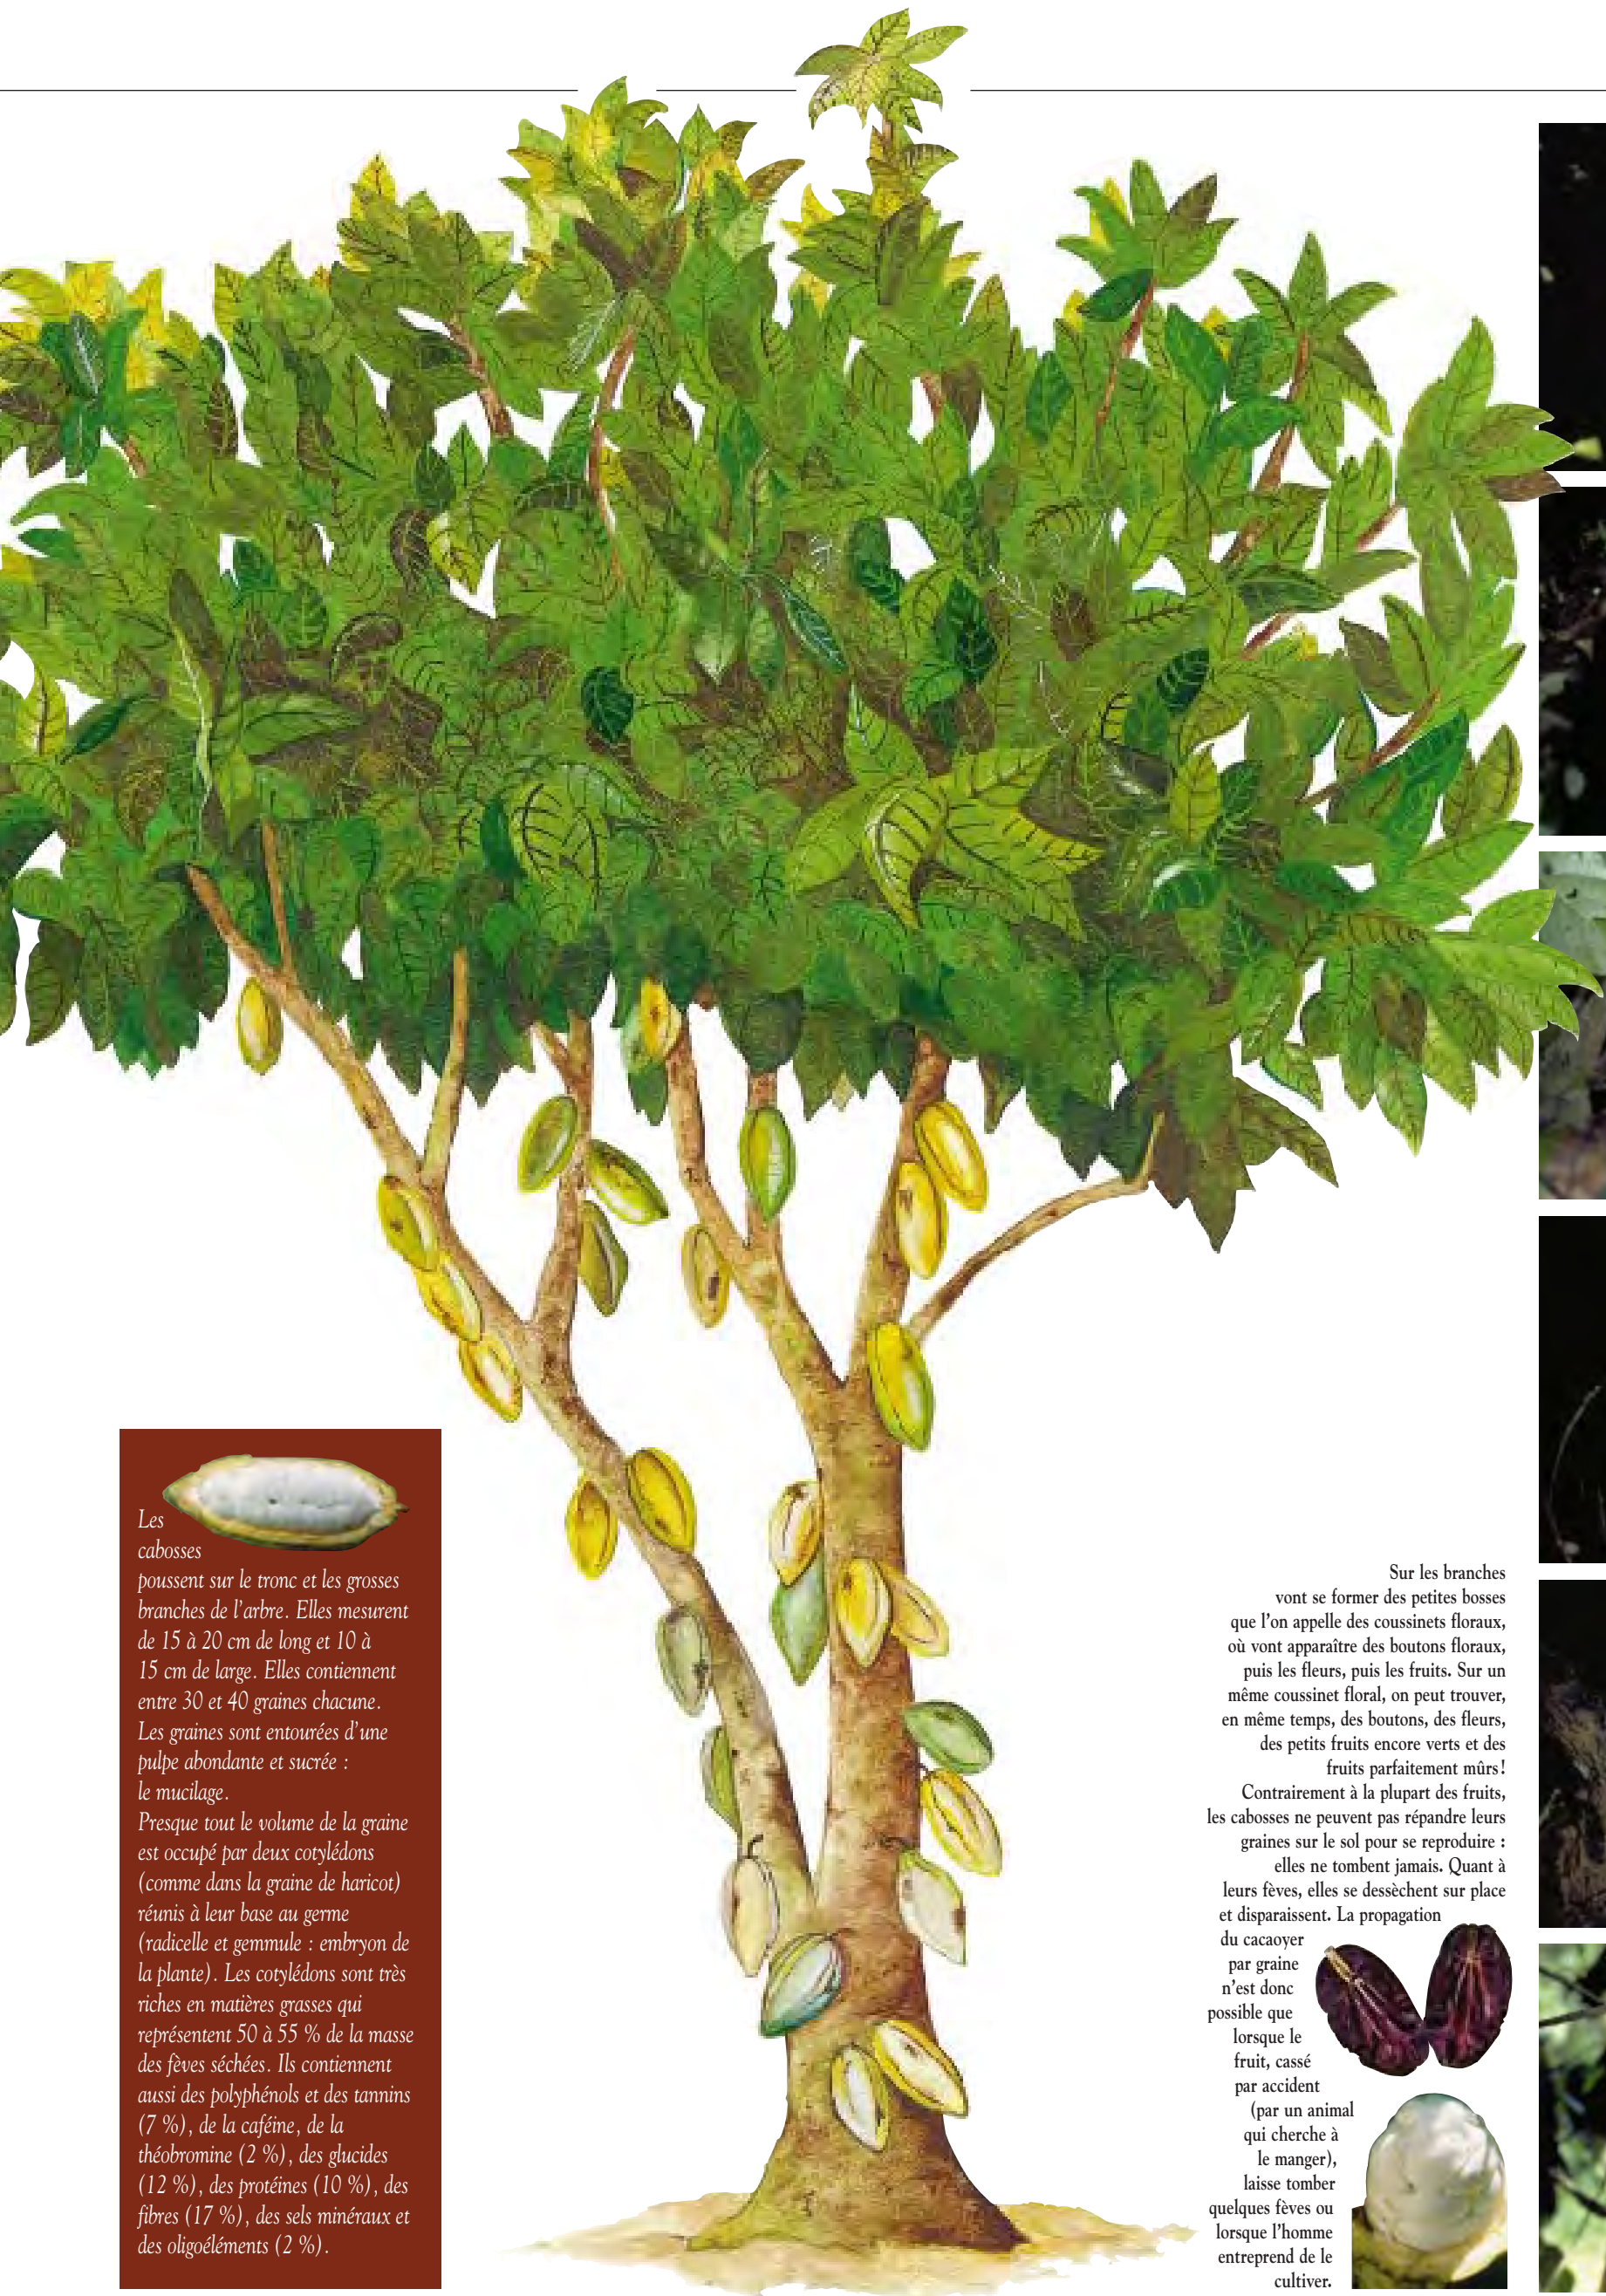 Les
cabosses
poussent sur le tronc et les grosses
branches de l'arbre. Elles mesurent
de 15 à 20 cm de long et 10 à
15 cm de large. Elles contiennent
entre 30 et 40 graines chacune.
Les graines sont entourées d'une
pulpe abondante et sucrée :
le mucilage.
Presque tout le volume de la graine
est occupé par deux cotylédons
(comme dans la graine de haricot)
réunis à leur base au germe
(radicelle et gemmule : embryon de
la plante). Les cotylédons sont très
riches en matières grasses qui
représentent 50 à 55 % de la masse
des fèves séchées. Ils contiennent
aussi des polyphénols et des tannins
(7 %), de la caféine, de la
théobromine (2 %), des glucides
(12 %), des protéines (10 %), des
fibres (17 %), des sels minéraux et
des oligoéléments (2 %).
Sur les branches
vont se former des petites bosses
que l'on appelle des coussinets floraux,
où vont apparaître des boutons floraux,
puis les fleurs, puis les fruits. Sur un
même coussinet floral, on peut trouver,
en même temps, des boutons, des fleurs,
des petits fruits encore verts et des
fruits parfaitement mûrs !
Contrairement à la plupart des fruits,
les cabosses ne peuvent pas répandre leurs
graines sur le sol pour se reproduire :
elles ne tombent jamais. Quant à
leurs fèves, elles se dessèchent sur place
et disparaissent. La propagation
du cacaoyer
par graine
n'est donc
possible que
lorsque le
fruit, cassé
par accident
(par un animal
qui cherche à
le manger),
laisse tomber
quelques fèves ou
lorsque l'homme
entreprend de le
cultiver.